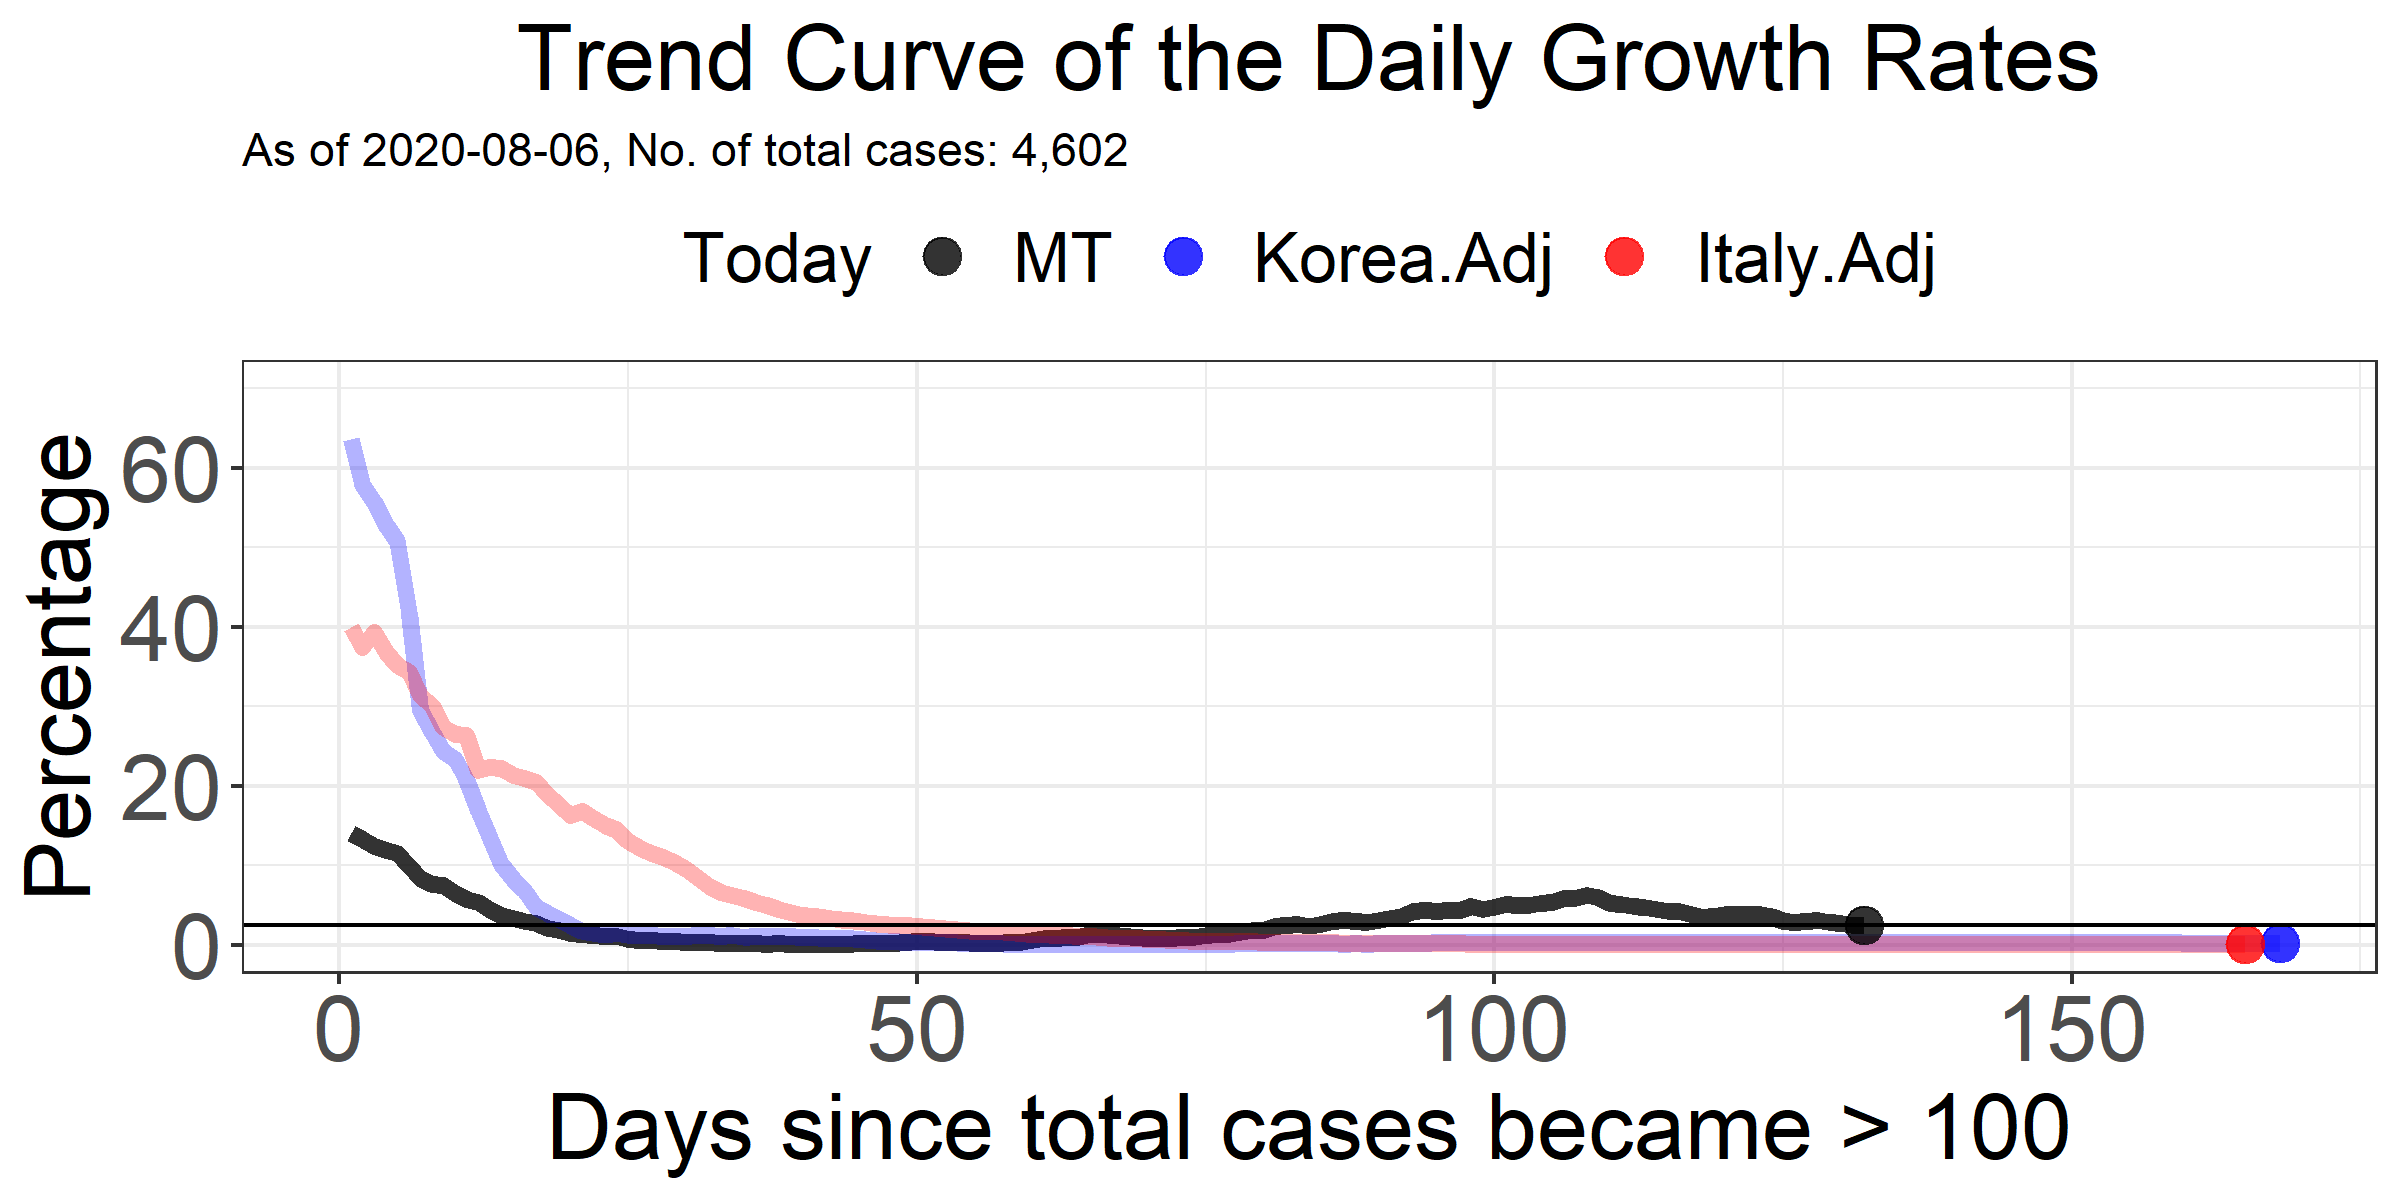 Trend Curve of the Daily Growth Rates
As of 2020-08-06, No. of total cases: 4,602
Today MT Korea.Adj Italy.Adj
Percentage
60
40
20
0
0 50 100 150
Days since total cases became > 100